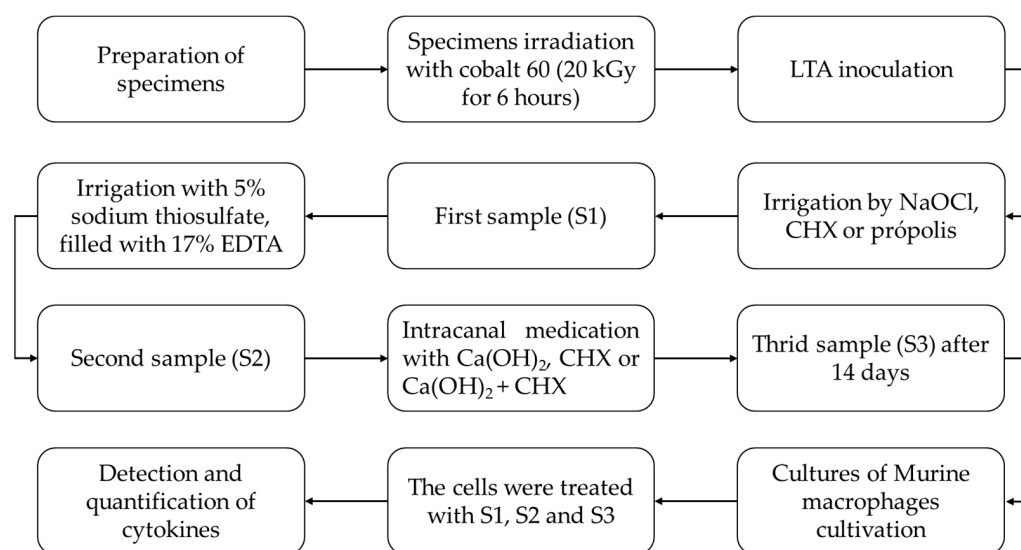 Preparation of
specimens
Specimens irradiation
with cobalt 60 (20 kGy
for 6 hours)
LTA inoculation
Irrigation by NaOCl,
CHX or própolis
First sample (S1)
Irrigation with 5%
sodium thiosulfate,
filled with 17% EDTA
Second sample (S2)
Intracanal medication
with Ca(OH)₂, CHX or
Ca(OH)₂ + CHX
Thrid sample (S3) after
14 days
Cultures of Murine
macrophages
cultivation
The cells were treated
with S1, S2 and S3
Detection and
quantification of
cytokines